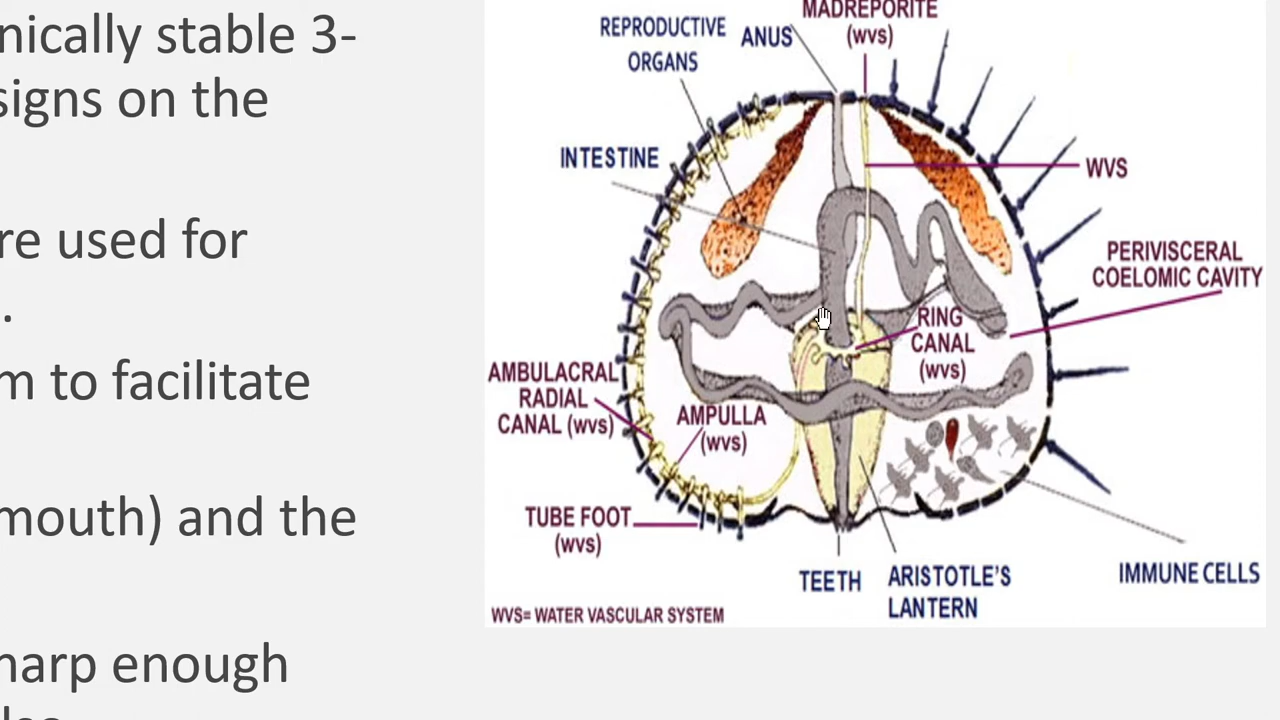 nically stable 3-
signs on the
re used for
.
m to facilitate
mouth) and the
harp enough
MADREPORITE
(wvs)
REPRODUCTIVE
ORGANS
ANUS
INTESTINE
WVS
PERIVISCERAL
COELOMIC CAVITY
RING
CANAL
(wvs)
AMBULACRAL
RADIAL
CANAL (wvs)
AMPULLA
(wvs)
TUBE FOOT
(wvs)
TEETH
ARISTOTLE'S
LANTERN
IMMUNE CELLS
WVS= WATER VASCULAR SYSTEM